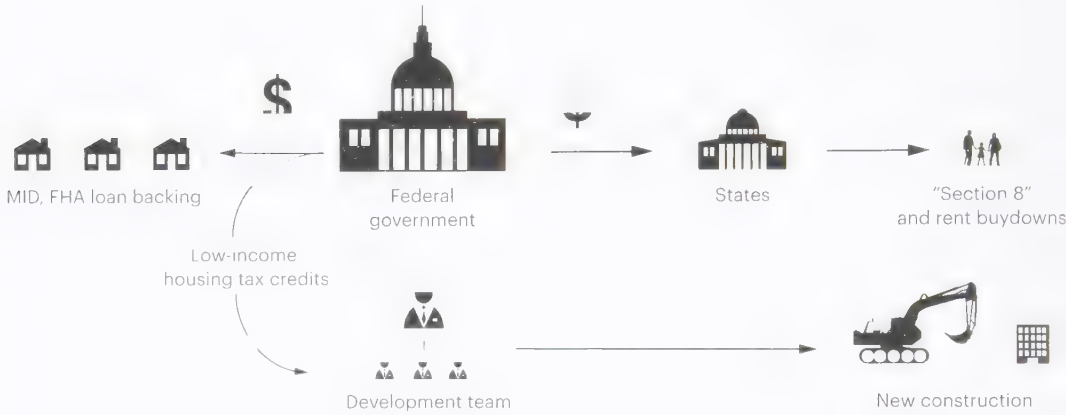 $
MID, FHA loan backing
Federal
government
States
"Section 8"
and rent buydowns
Low-income
housing tax credits
Development team
New construction